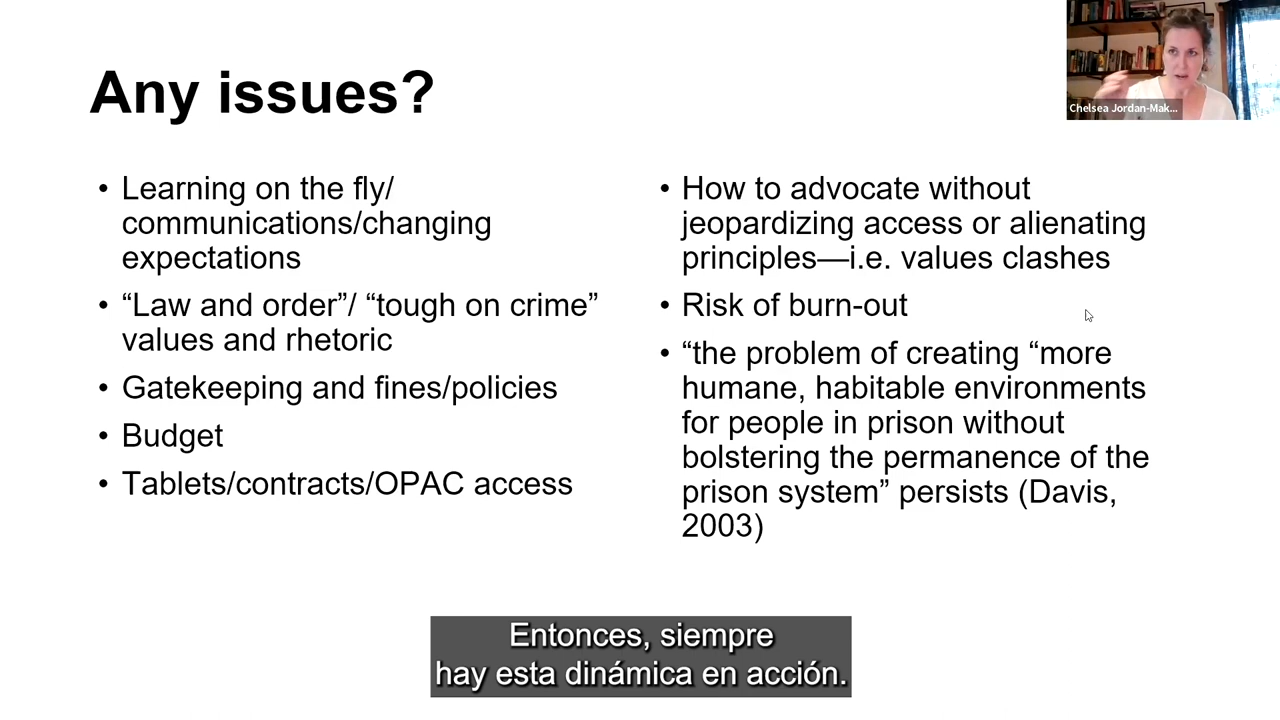 Any issues?
• Learning on the fly/
communications/changing
expectations
• “Law and order”/ “tough on crime”
values and rhetoric
• Gatekeeping and fines/policies
• Budget
• Tablets/contracts/OPAC access
• How to advocate without
jeopardizing access or alienating
principles—i.e. values clashes
• Risk of burn-out
• “the problem of creating “more
humane, habitable environments
for people in prison without
bolstering the permanence of the
prison system” persists (Davis,
2003)
Chelsea Jordan-Mak...
Entonces, siempre
hay esta dinámica en acción.